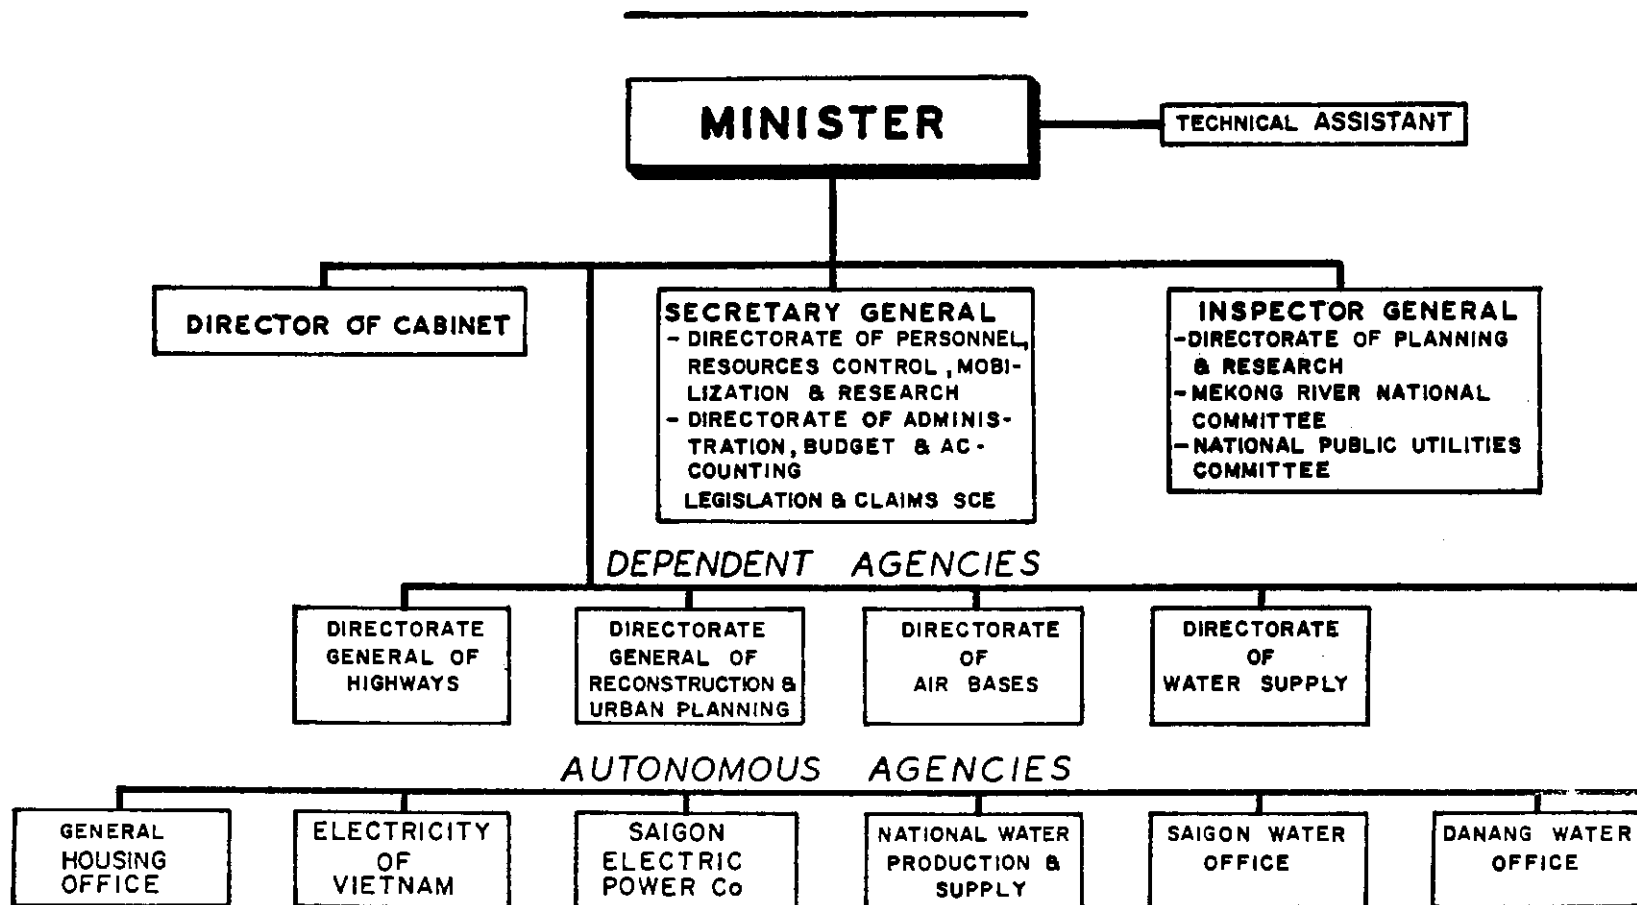 MINISTER
TECHNICAL ASSISTANT
DIRECTOR OF CABINET
SECRETARY GENERAL
- DIRECTORATE OF PERSONNEL,
RESOURCES CONTROL, MOBI-
LIZATION & RESEARCH
- DIRECTORATE OF ADMINIS-
TRATION, BUDGET & AC-
COUNTING
LEGISLATION & CLAIMS SCE
INSPECTOR GENERAL
- DIRECTORATE OF PLANNING
& RESEARCH
- MEKONG RIVER NATIONAL
COMMITTEE
- NATIONAL PUBLIC UTILITIES
COMMITTEE
DEPENDENT AGENCIES
DIRECTORATE
GENERAL OF
HIGHWAYS
DIRECTORATE
GENERAL OF
RECONSTRUCTION &
URBAN PLANNING
DIRECTORATE
OF
AIR BASES
DIRECTORATE
OF
WATER SUPPLY
AUTONOMOUS AGENCIES
GENERAL
HOUSING
OFFICE
ELECTRICITY
OF
VIETNAM
SAIGON
ELECTRIC
POWER Co
NATIONAL WATER
PRODUCTION &
SUPPLY
SAIGON WATER
OFFICE
DANANG WATER
OFFICE